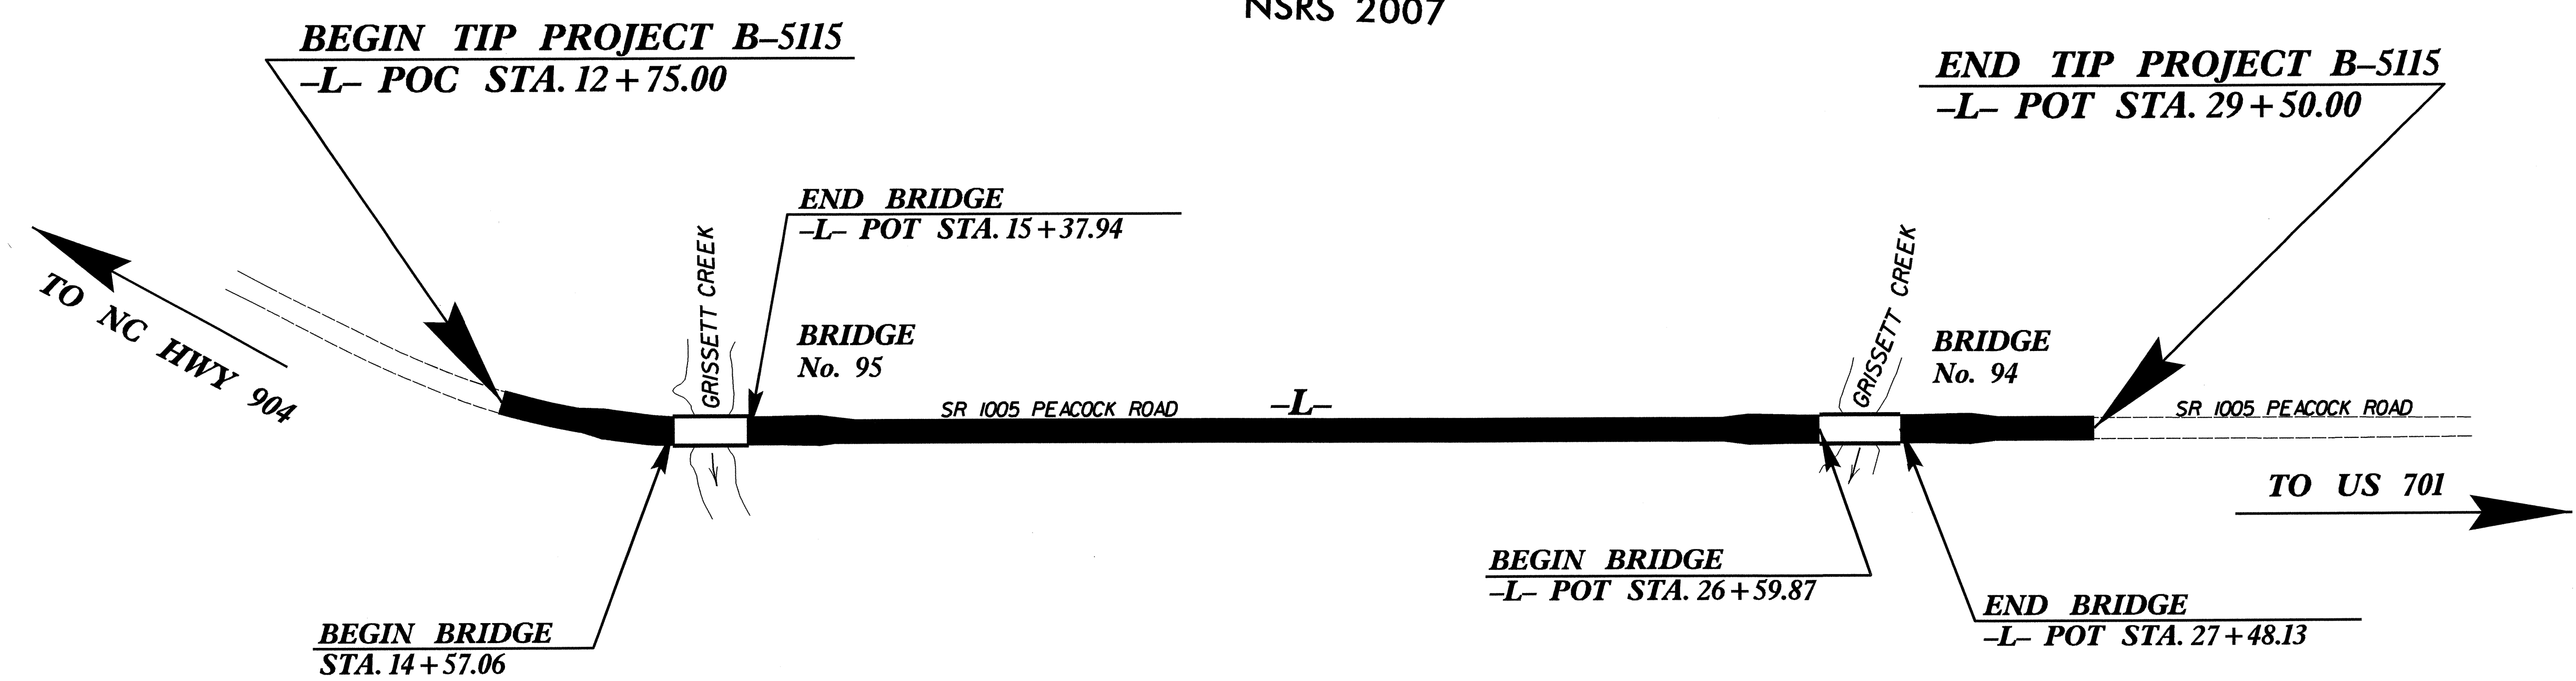 NSRS 2007
BEGIN TIP PROJECT B–5115
–L– POC STA. 12+75.00
END TIP PROJECT B–5115
–L– POT STA. 29+50.00
END BRIDGE
–L– POT STA. 15+37.94
GRISSETT CREEK
BRIDGE
No. 95
GRISSETT CREEK
BRIDGE
No. 94
TO NC HWY 904
SR 1005 PEACOCK ROAD
–L–
SR 1005 PEACOCK ROAD
TO US 701
BEGIN BRIDGE
–L– POT STA. 26+59.87
END BRIDGE
–L– POT STA. 27+48.13
BEGIN BRIDGE
STA. 14+57.06